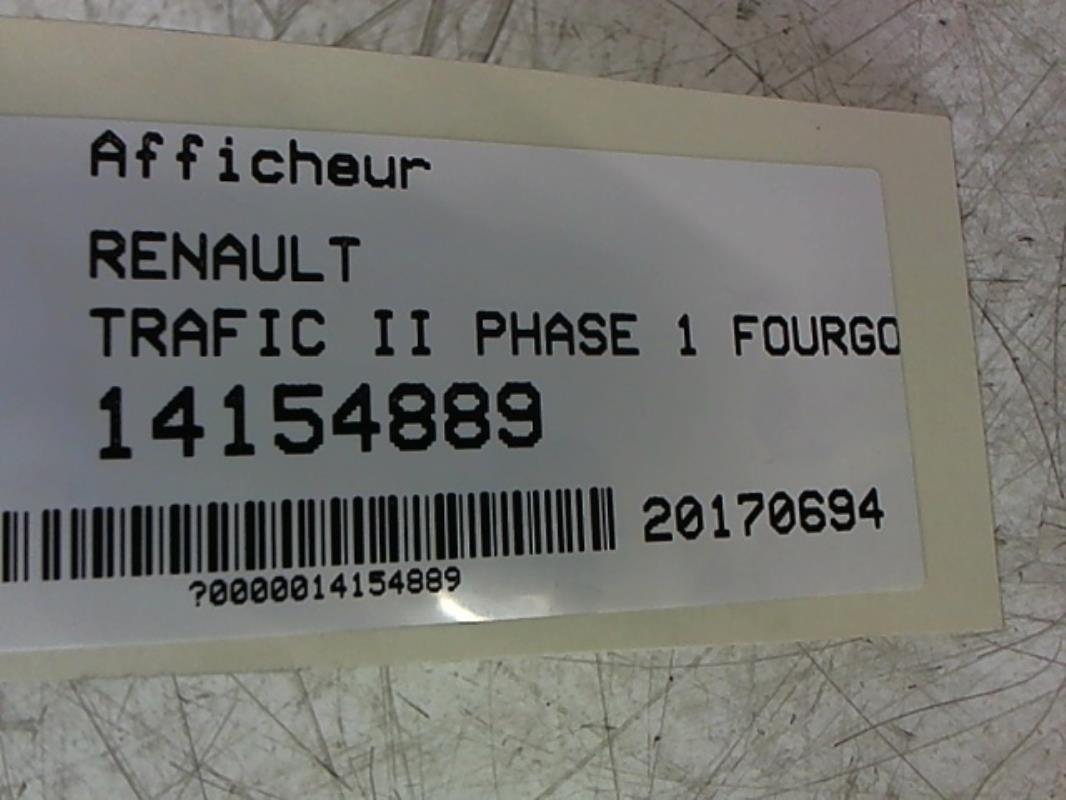 Afficheur
RENAULT
TRAFIC II PHASE 1 FOURGO
14154889
20170694
?0000014154889